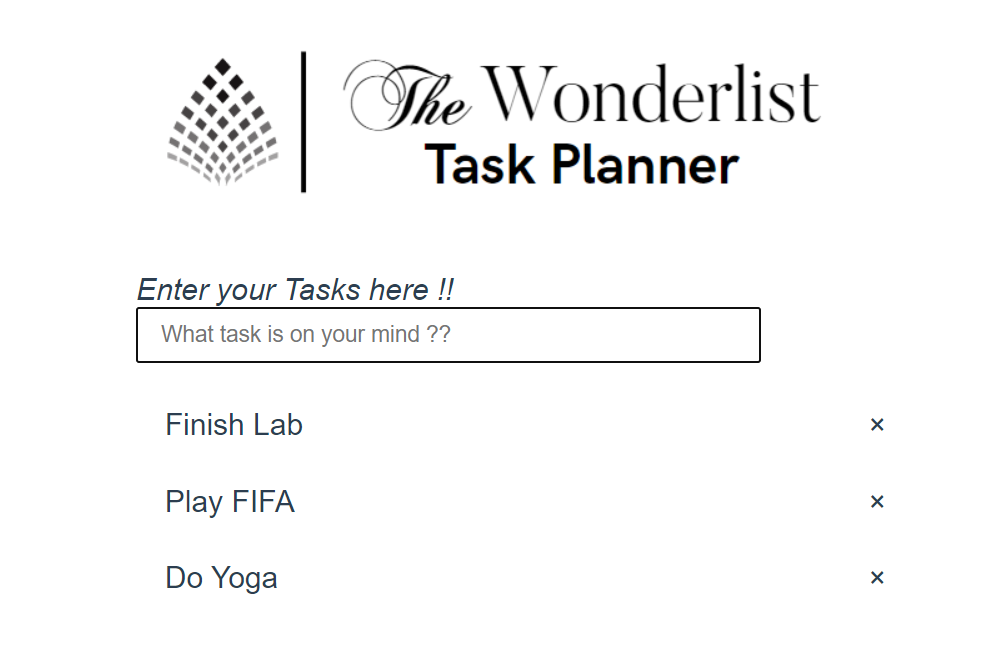 The Wonderlist
Task Planner
Enter your Tasks here !!
What task is on your mind ??
Finish Lab ×
Play FIFA ×
Do Yoga ×